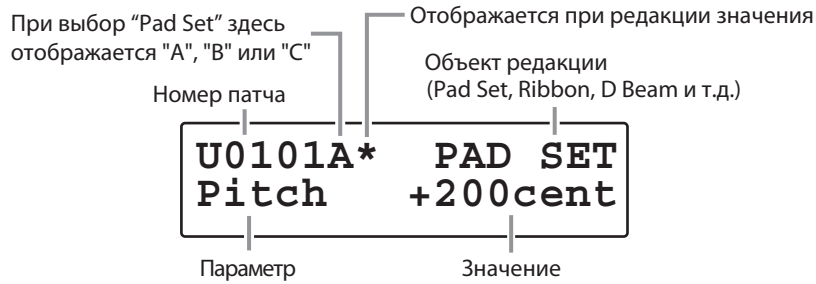 При выбор “Pad Set” здесь
отображается "A", "B" или "C"
Отображается при редакции значения
Номер патча
Объект редакции
(Pad Set, Ribbon, D Beam и т.д.)
U0101A* PAD SET
Pitch +200cent
Параметр
Значение